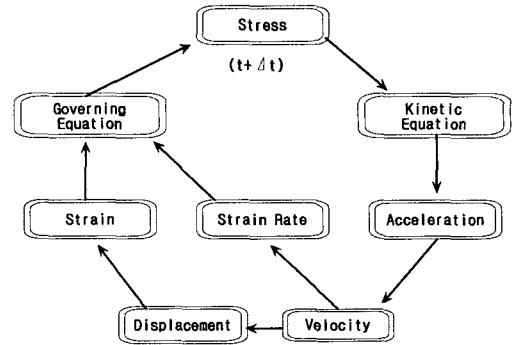 Stress
(t+ Δt)
Governing
Equation
Kinetic
Equation
Strain
Strain Rate
Acceleration
Displacement
Velocity